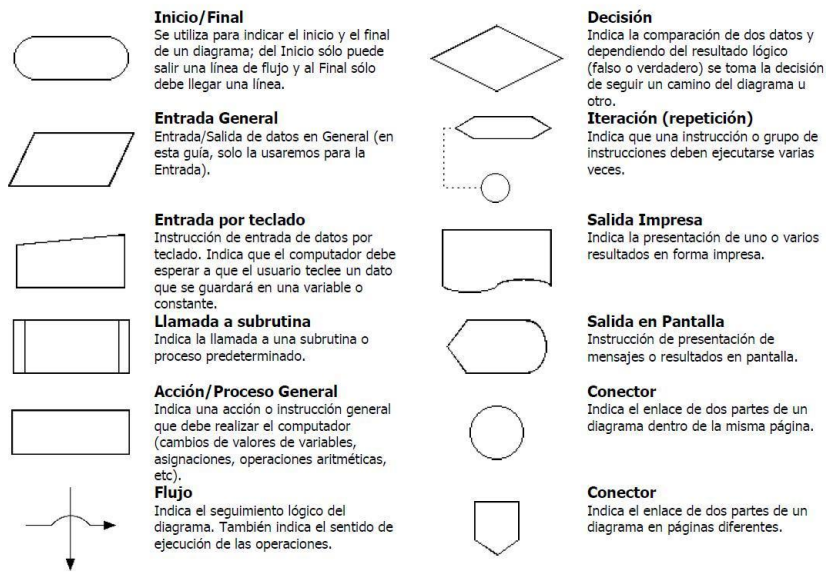 Inicio/Final
Se utiliza para indicar el inicio y el final
de un diagrama; del Inicio sólo puede
salir una línea de flujo y al Final sólo
debe llegar una línea.
Entrada General
Entrada/Salida de datos en General (en
esta guía, solo la usaremos para la
Entrada).
Entrada por teclado
Instrucción de entrada de datos por
teclado. Indica que el computador debe
esperar a que el usuario teclee un dato
que se guardará en una variable o
constante.
Llamada a subrutina
Indica la llamada a una subrutina o
proceso predeterminado.
Acción/Proceso General
Indica una acción o instrucción general
que debe realizar el computador
(cambios de valores de variables,
asignaciones, operaciones aritméticas,
etc).
Flujo
Indica el seguimiento lógico del
diagrama. También indica el sentido de
ejecución de las operaciones.
Decisión
Indica la comparación de dos datos y
dependiendo del resultado lógico
(falso o verdadero) se toma la decisión
de seguir un camino del diagrama u
otro.
Iteración (repetición)
Indica que una instrucción o grupo de
instrucciones deben ejecutarse varias
veces.
Salida Impresa
Indica la presentación de uno o varios
resultados en forma impresa.
Salida en Pantalla
Instrucción de presentación de
mensajes o resultados en pantalla.
Conector
Indica el enlace de dos partes de un
diagrama dentro de la misma página.
Conector
Indica el enlace de dos partes de un
diagrama en páginas diferentes.